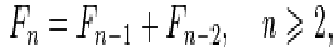 Fₙ = Fₙ₋₁ + Fₙ₋₂,  n ⩾ 2,